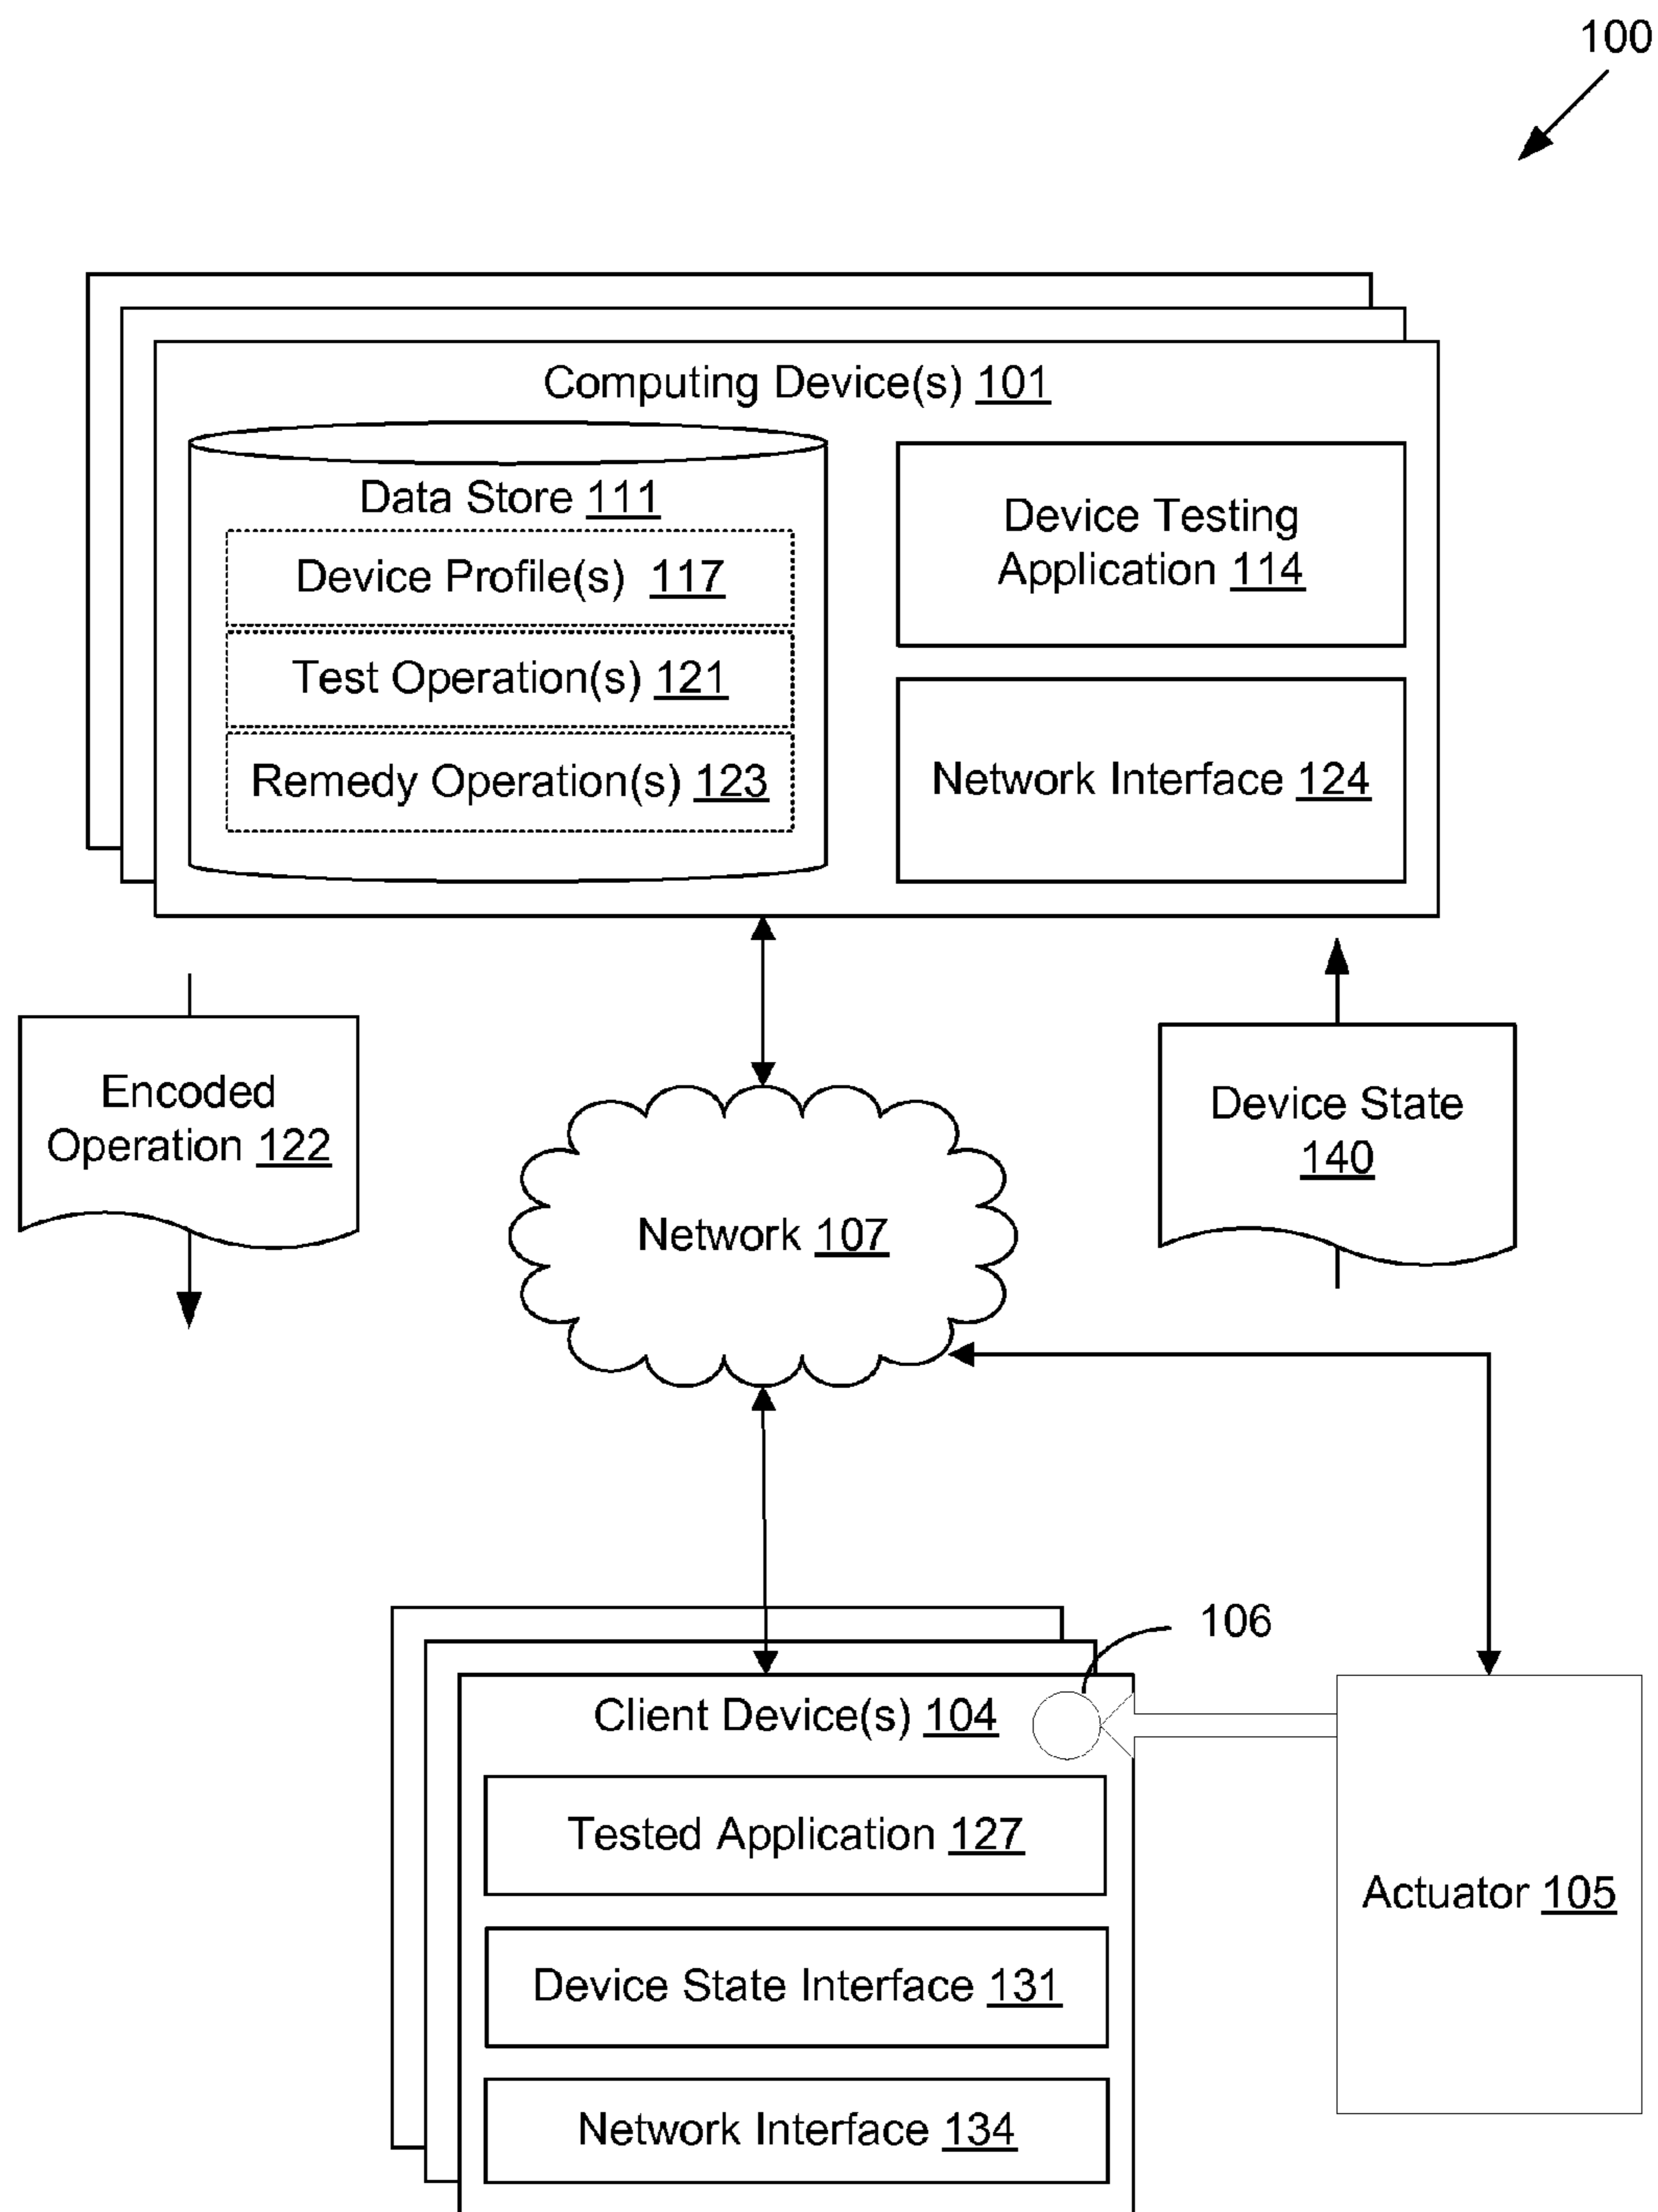 100
Computing Device(s) 101
Data Store 111
Device Profile(s) 117
Test Operation(s) 121
Remedy Operation(s) 123
Device Testing
Application 114
Network Interface 124
Encoded
Operation 122
Device State
140
Network 107
106
Client Device(s) 104
Tested Application 127
Device State Interface 131
Network Interface 134
Actuator 105